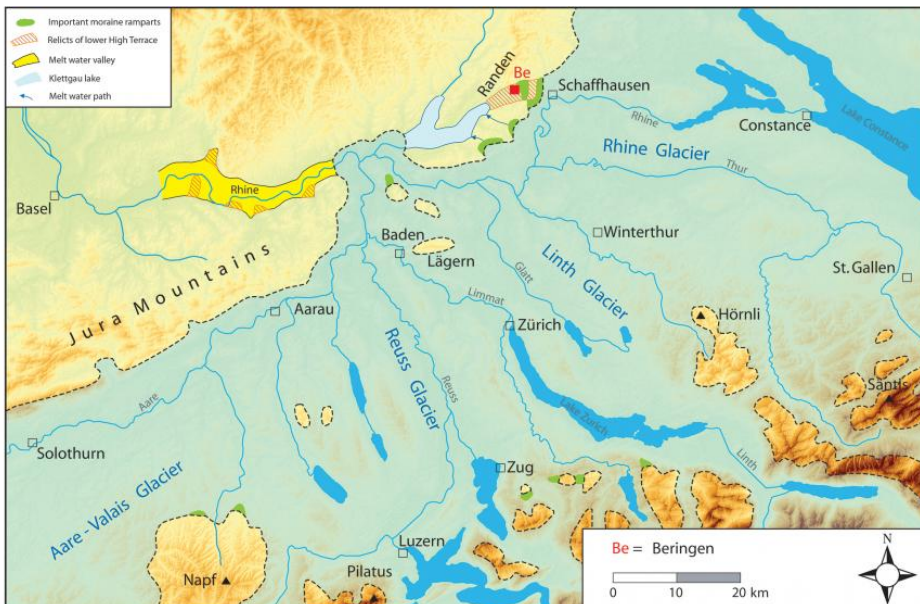 Important moraine ramparts
Relicts of lower High Terrace
Melt water valley
Klettgau lake
Melt water path
Randen
Be
Schaffhausen
Rhine
Constance
Lake Constance
Rhine Glacier
Thur
Rhine
Basel
Baden
Lägern
Winterthur
St. Gallen
Jura Mountains
Linth Glacier
Glatt
Limmat
Aarau
Zürich
Hörnli
Säntis
Reuss Glacier
Reuss
Aare
Lake Zürich
Solothurn
Zug
Linth
Aare-Valais Glacier
Luzern
Pilatus
Napf
Be = Beringen
N
0 10 20 km